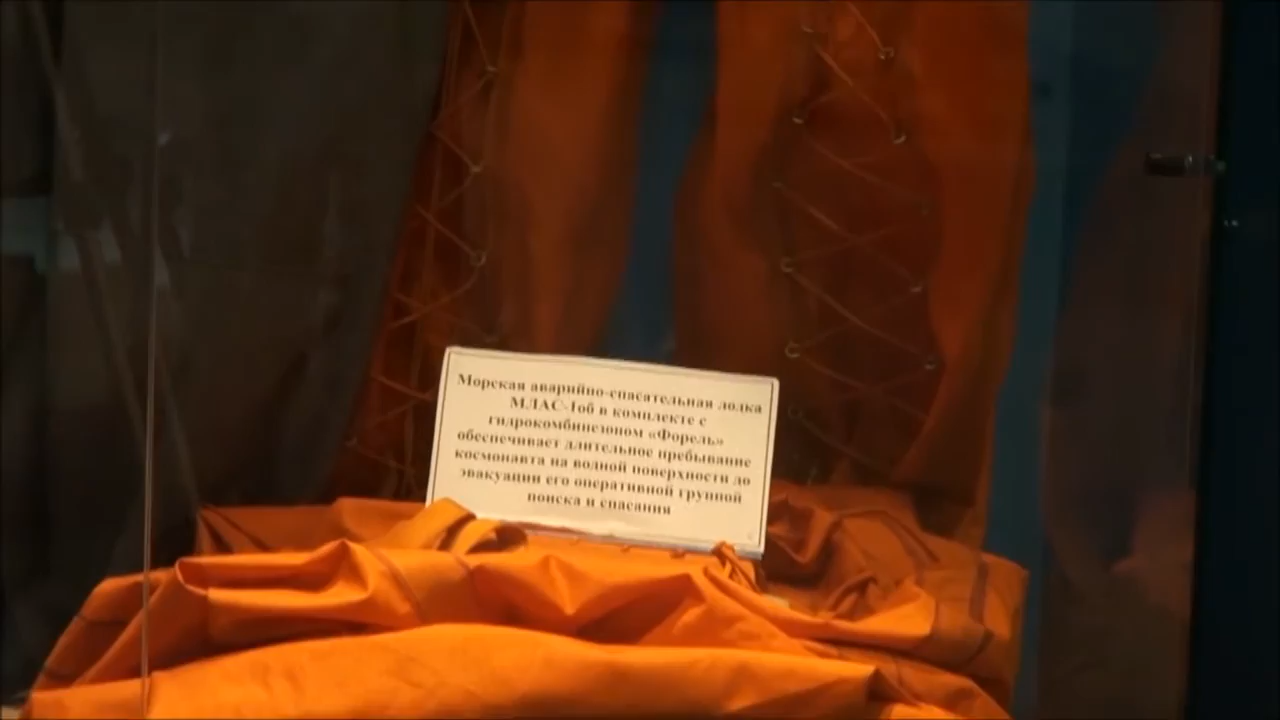 Морская аварийно-спасательная лодка
МЛАС-1об в комплекте с
гидрокомбинезоном «Форель»
обеспечивает длительное пребывание
космонавта на водной поверхности до
эвакуации его оперативной группой
поиска и спасания